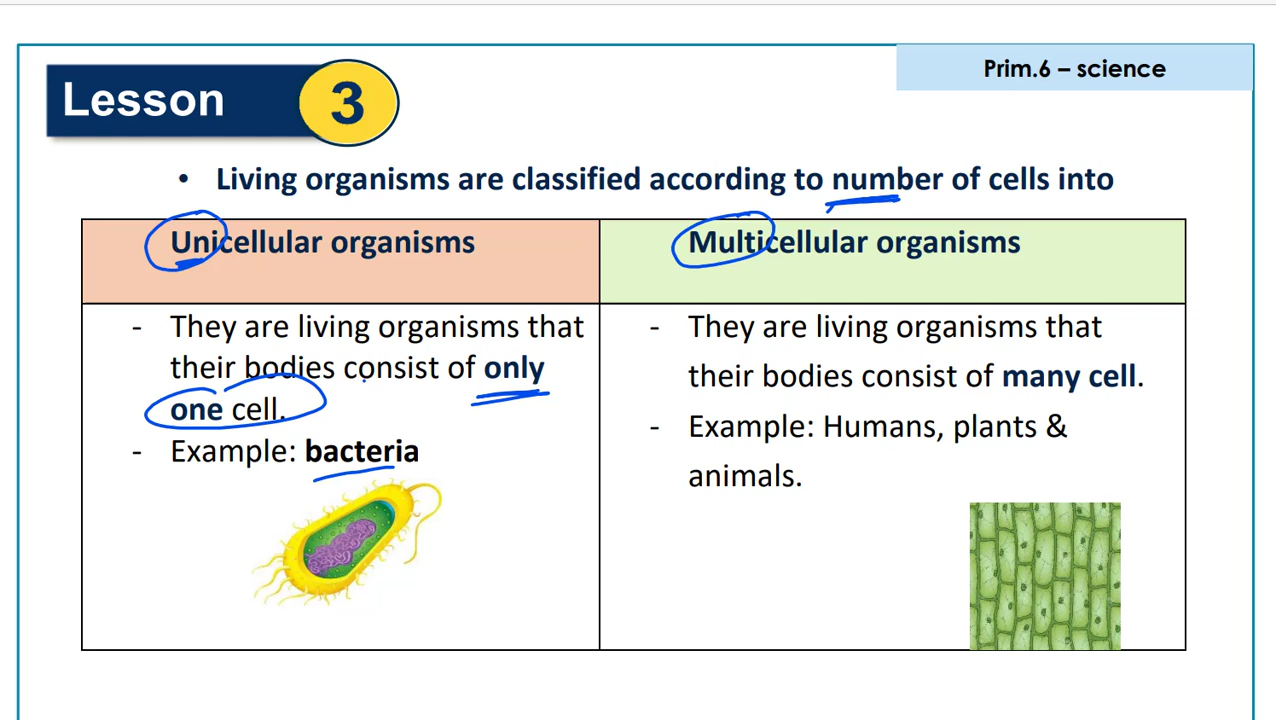 Prim.6 – science
Lesson 3
• Living organisms are classified according to number of cells into
Unicellular organisms
- They are living organisms that
their bodies consist of only
one cell.
- Example: bacteria
Multicellular organisms
- They are living organisms that
their bodies consist of many cell.
- Example: Humans, plants &
animals.